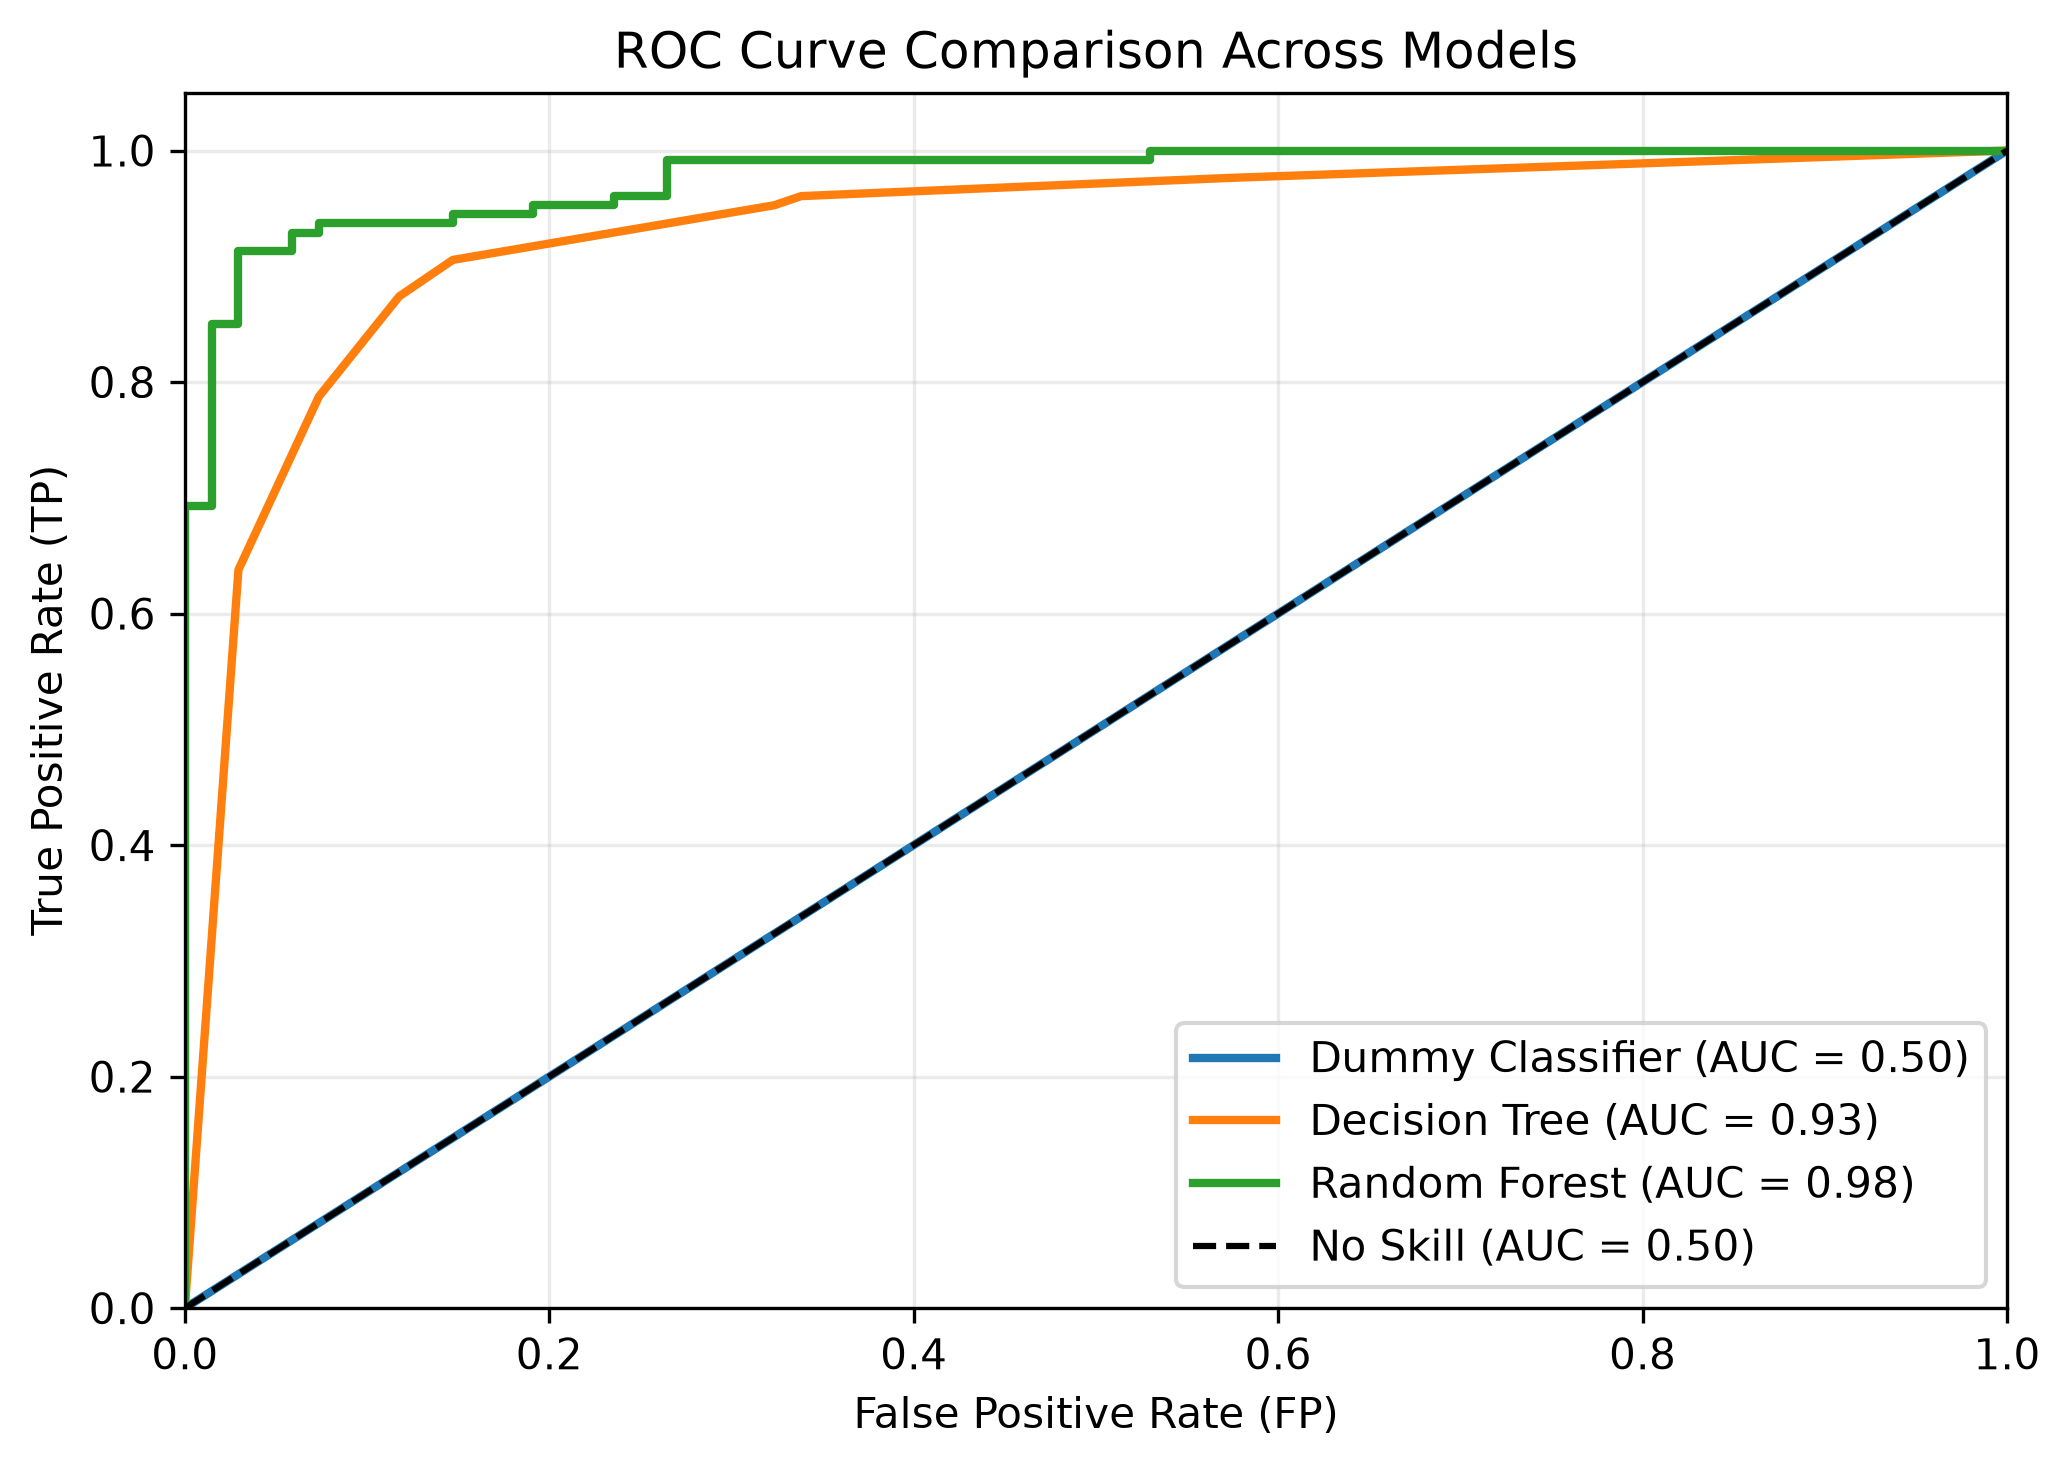 ROC Curve Comparison Across Models
True Positive Rate (TP)
1.0
0.8
0.6
0.4
0.2
0.0
0.0 0.2 0.4 0.6 0.8 1.0
False Positive Rate (FP)
Dummy Classifier (AUC = 0.50)
Decision Tree (AUC = 0.93)
Random Forest (AUC = 0.98)
No Skill (AUC = 0.50)